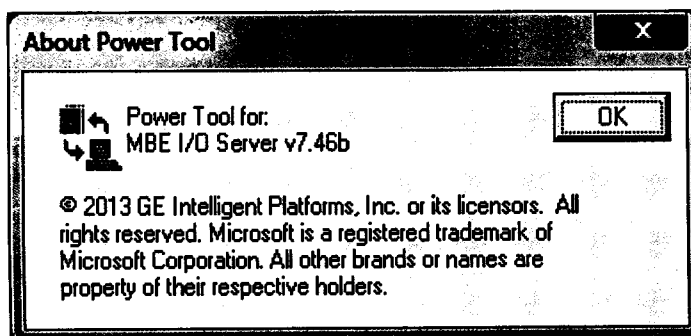 About Power Tool
X
Power Tool for:
MBE I/O Server v7.46b
OK
© 2013 GE Intelligent Platforms, Inc. or its licensors. All
rights reserved. Microsoft is a registered trademark of
Microsoft Corporation. All other brands or names are
property of their respective holders.